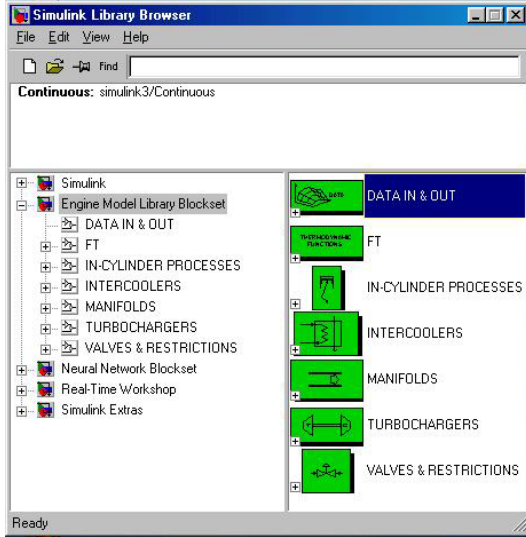 Simulink Library Browser
File Edit View Help
Find
Continuous: simulink3/Continuous
Simulink
Engine Model Library Blockset
DATA IN & OUT
FT
IN-CYLINDER PROCESSES
INTERCOOLERS
MANIFOLDS
TURBOCHARGERS
VALVES & RESTRICTIONS
Neural Network Blockset
Real-Time Workshop
Simulink Extras
DATA
DATA IN & OUT
THERMODYNAMIC
FUNCTIONS
FT
IN-CYLINDER PROCESSES
INTERCOOLERS
MANIFOLDS
TURBOCHARGERS
VALVES & RESTRICTIONS
Ready